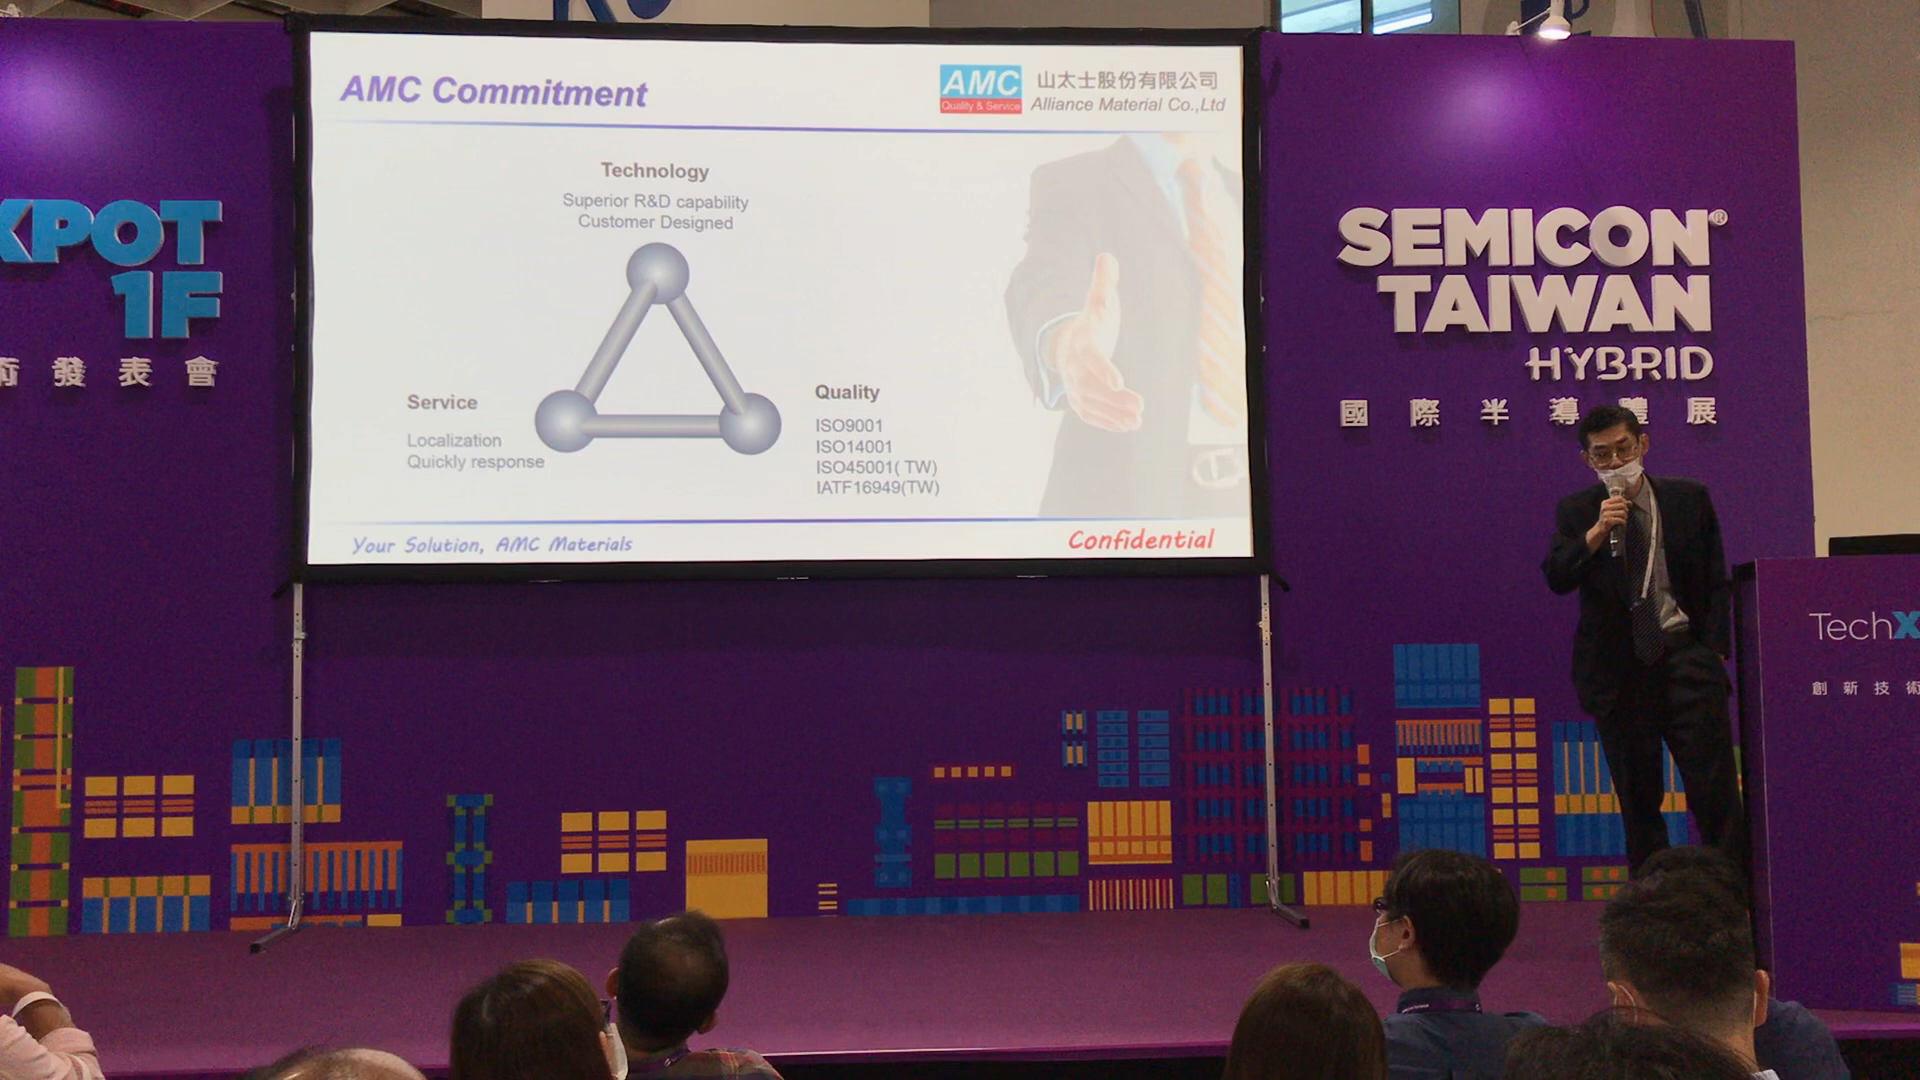 AMC Commitment
AMC
Quality & Service
山太士股份有限公司
Alliance Material Co.,Ltd
Technology
Superior R&D capability
Customer Designed
Service
Localization
Quickly response
Quality
ISO9001
ISO14001
ISO45001( TW)
IATF16949(TW)
Your Solution, AMC Materials
Confidential
XPOT
1F
術發表會
SEMICON®
TAIWAN
HYBRID
國際半導體展
TechX
創新技術